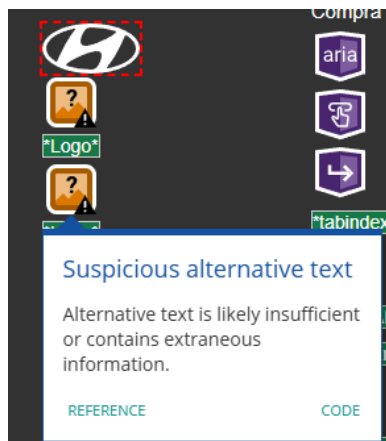 Compra
aria
*Logo*
*tabindex
Suspicious alternative text
Alternative text is likely insufficient
or contains extraneous
information.
REFERENCE
CODE